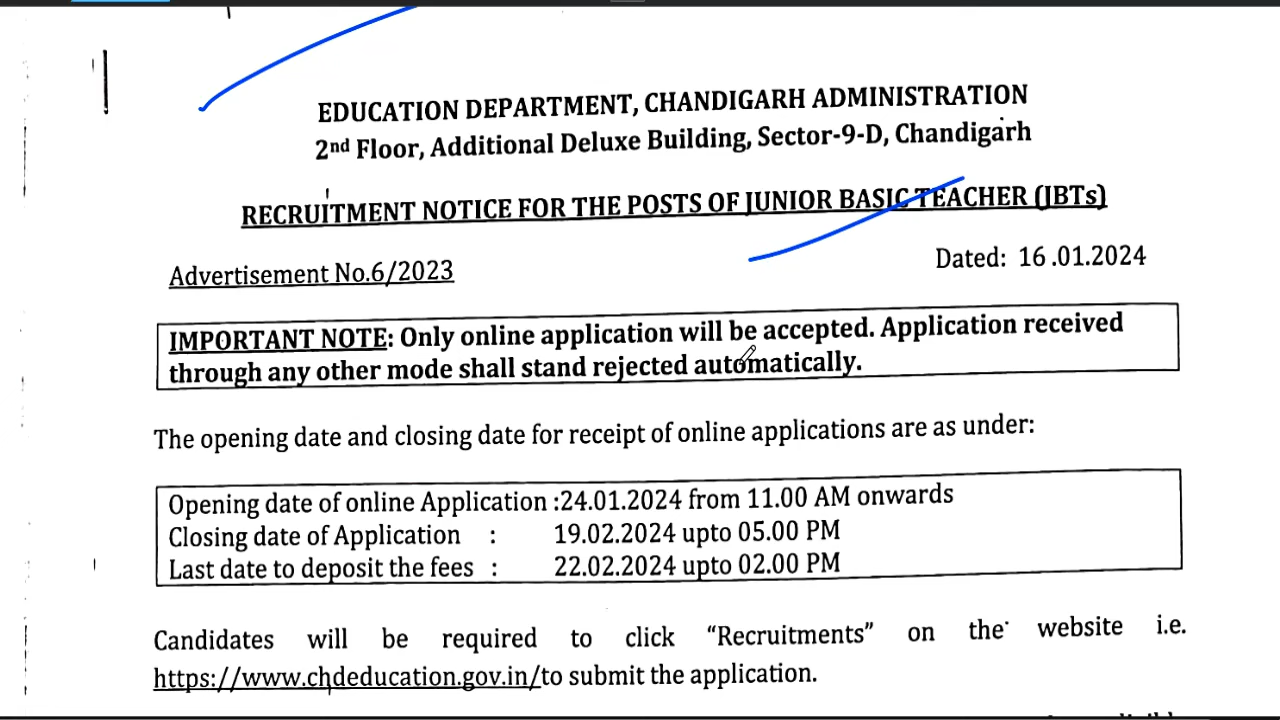 EDUCATION DEPARTMENT, CHANDIGARH ADMINISTRATION
2nd Floor, Additional Deluxe Building, Sector-9-D, Chandigarh
RECRUITMENT NOTICE FOR THE POSTS OF JUNIOR BASIC TEACHER (JBTs)
Advertisement No.6/2023 Dated: 16 .01.2024
IMPORTANT NOTE: Only online application will be accepted. Application received
through any other mode shall stand rejected automatically.
The opening date and closing date for receipt of online applications are as under:
Opening date of online Application :24.01.2024 from 11.00 AM onwards
Closing date of Application : 19.02.2024 upto 05.00 PM
Last date to deposit the fees : 22.02.2024 upto 02.00 PM
Candidates will be required to click “Recruitments” on the website i.e.
https://www.chdeducation.gov.in/to submit the application.